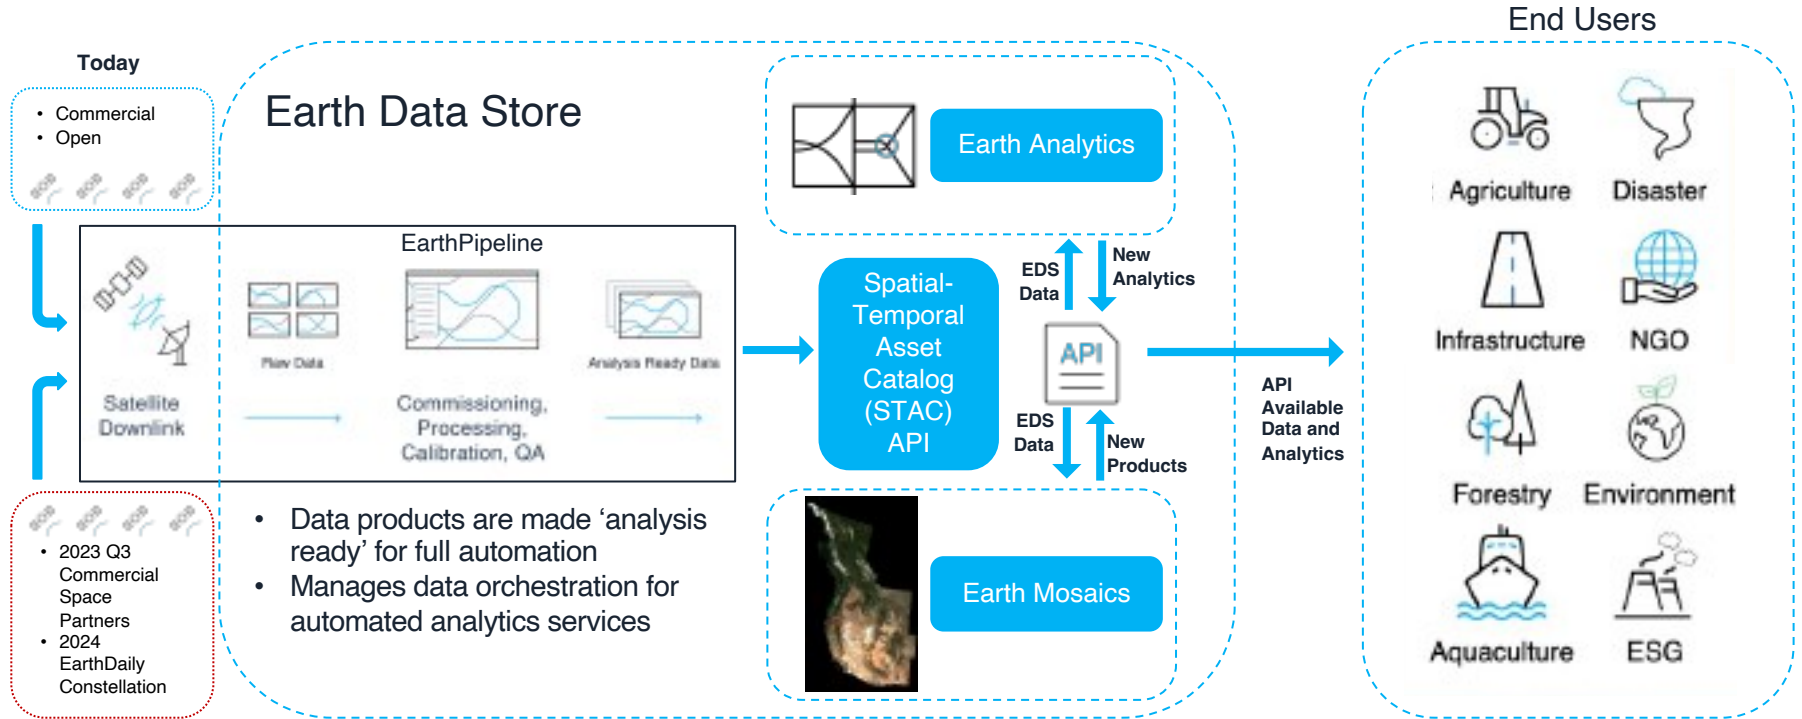 Today
• Commercial
• Open
Earth Data Store
EarthPipeline
Satellite
Downlink
Raw Data
Commissioning,
Processing,
Calibration, QA
Analysis Ready Data
• Data products are made ‘analysis
ready’ for full automation
• Manages data orchestration for
automated analytics services
• 2023 Q3
Commercial
Space
Partners
• 2024
EarthDaily
Constellation
Earth Analytics
Spatial-
Temporal
Asset
Catalog
(STAC)
API
EDS
Data
New
Analytics
API
EDS
Data
New
Products
Earth Mosaics
API
Available
Data and
Analytics
End Users
Agriculture
Disaster
Infrastructure
NGO
Forestry
Environment
Aquaculture
ESG